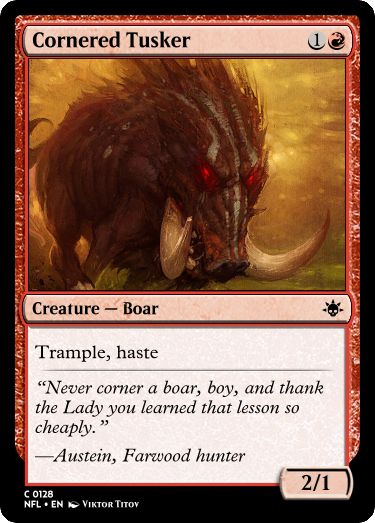 Cornered Tusker 1
Creature — Boar
Trample, haste
“Never corner a boar, boy, and thank
the Lady you learned that lesson so
cheaply.”
—Austein, Farwood hunter
2/1
C 0128
NFL • EN Viktor Titov